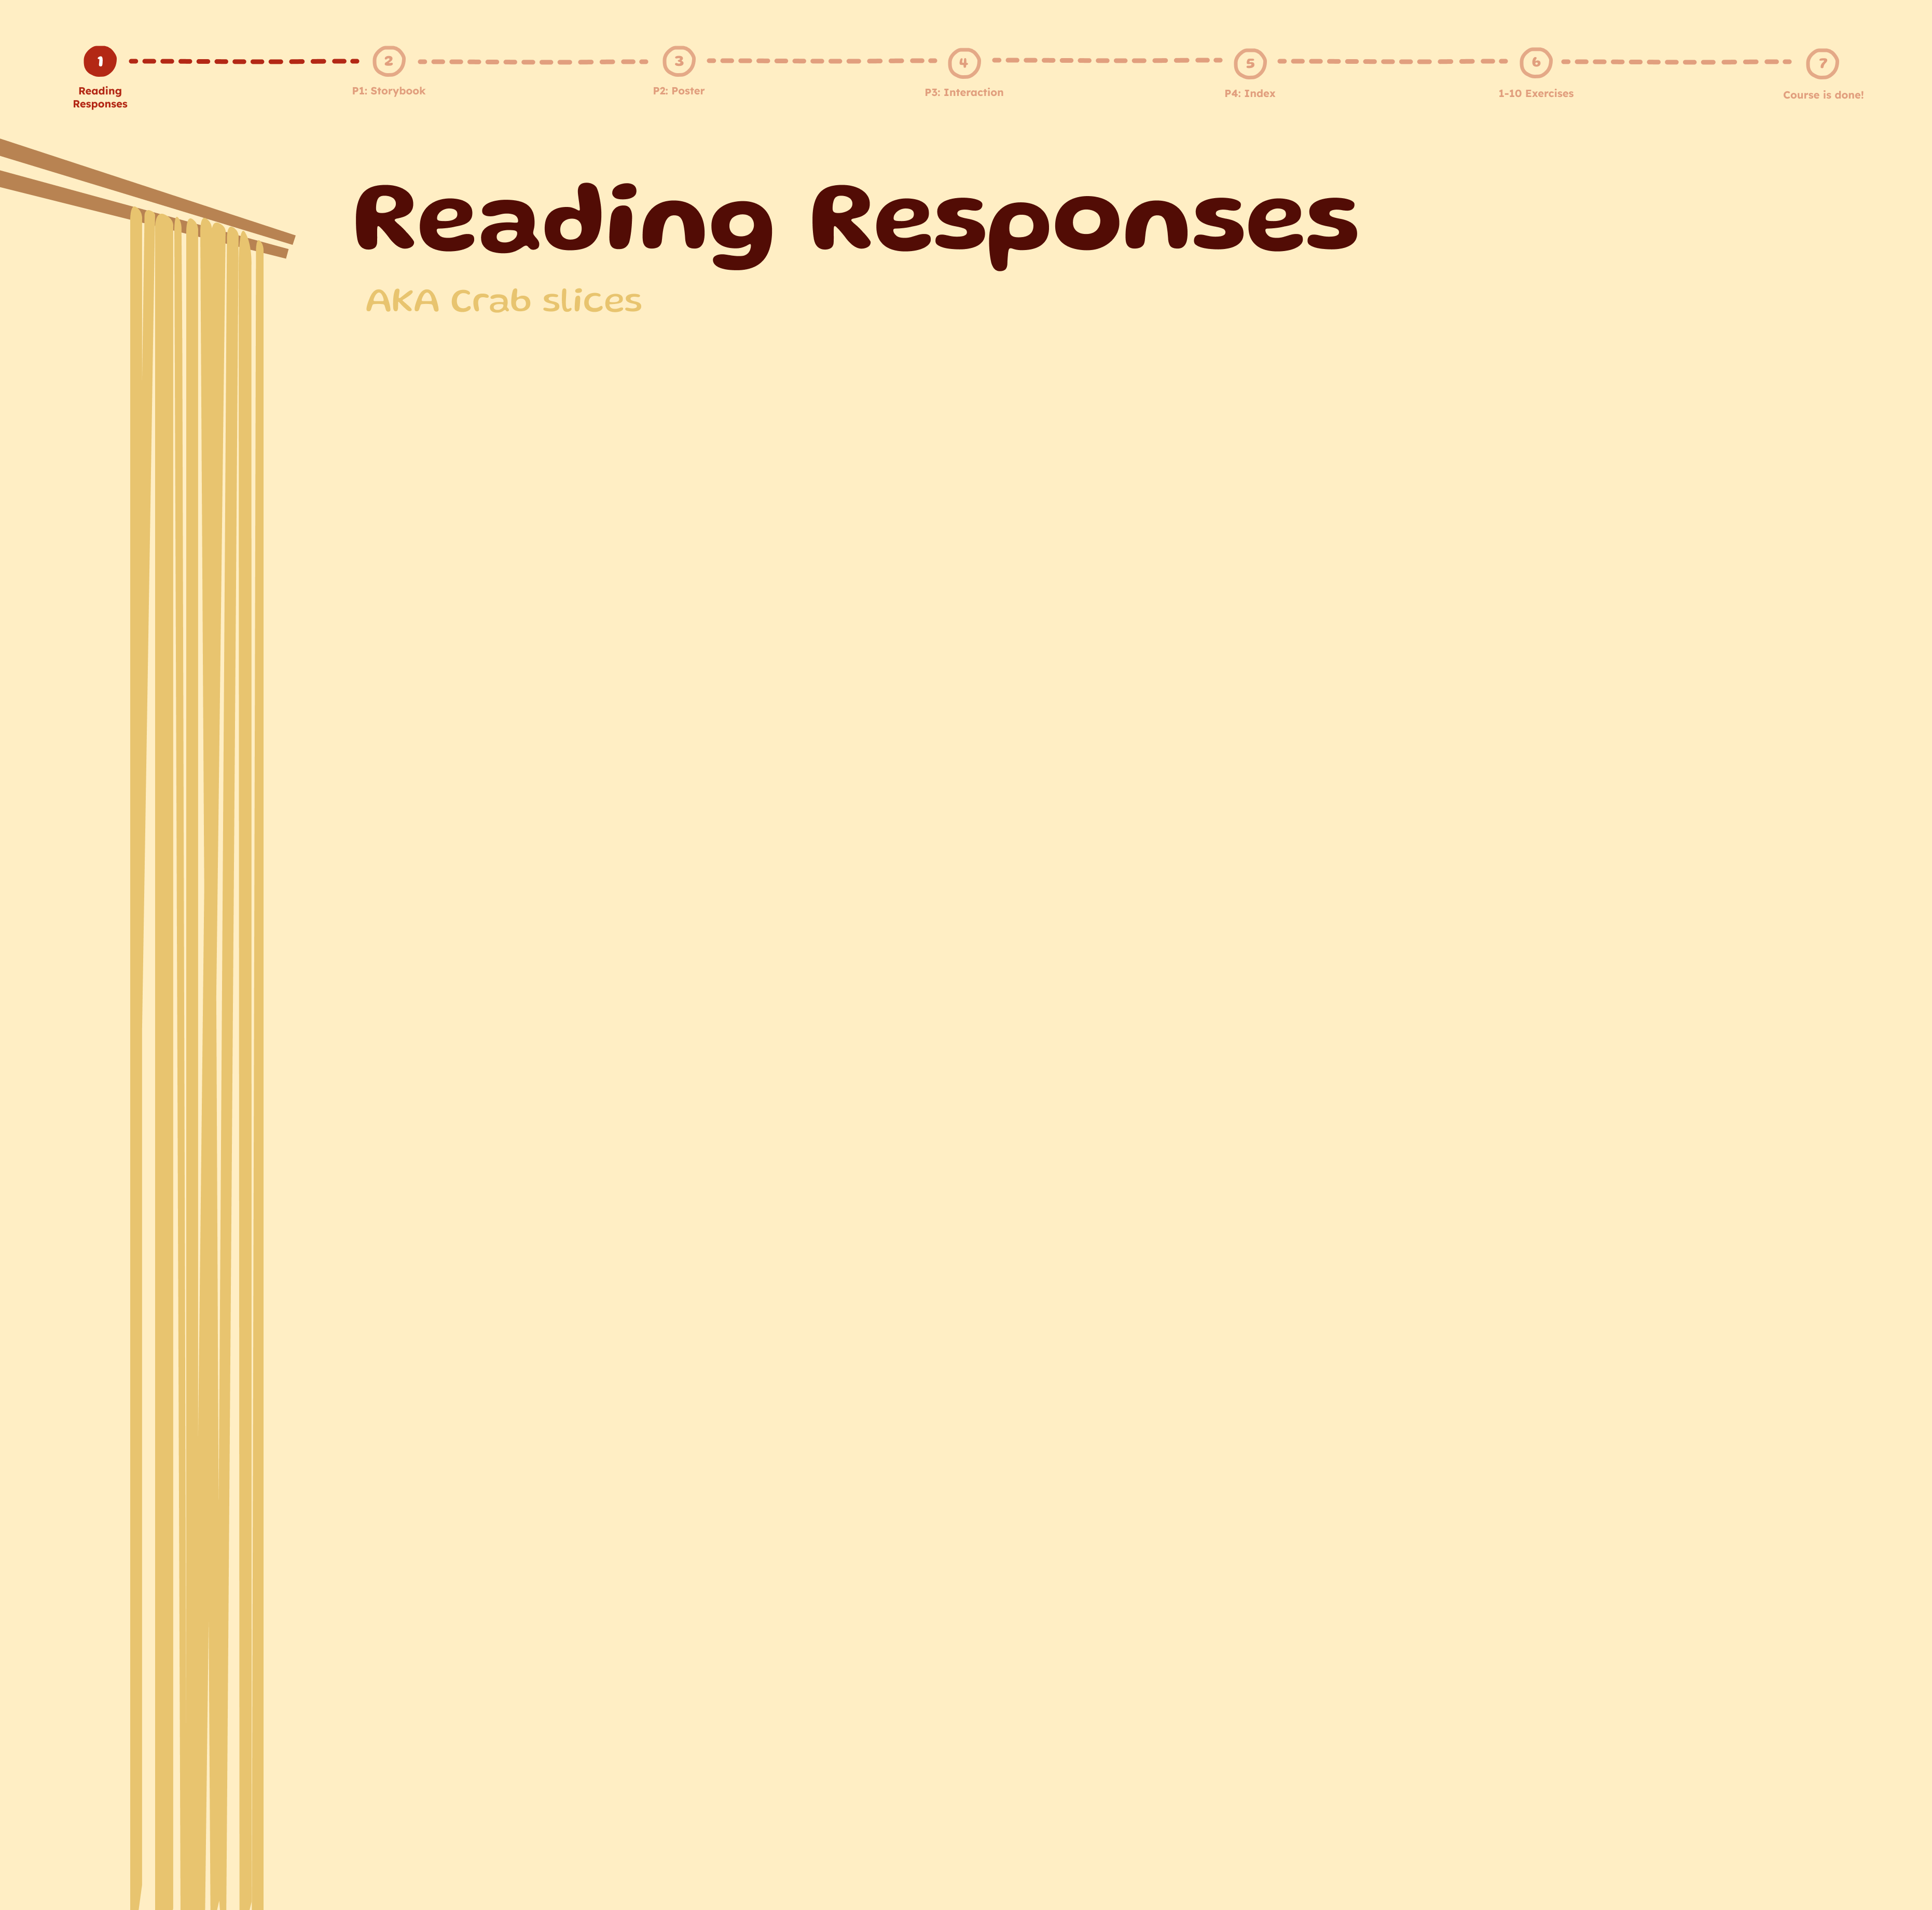 1
2
3
4
5
6
7
Reading
Responses
P1: Storybook
P2: Poster
P3: Interaction
P4: Index
1-10 Exercises
Course is done!
Reading Responses
AKA Crab slices